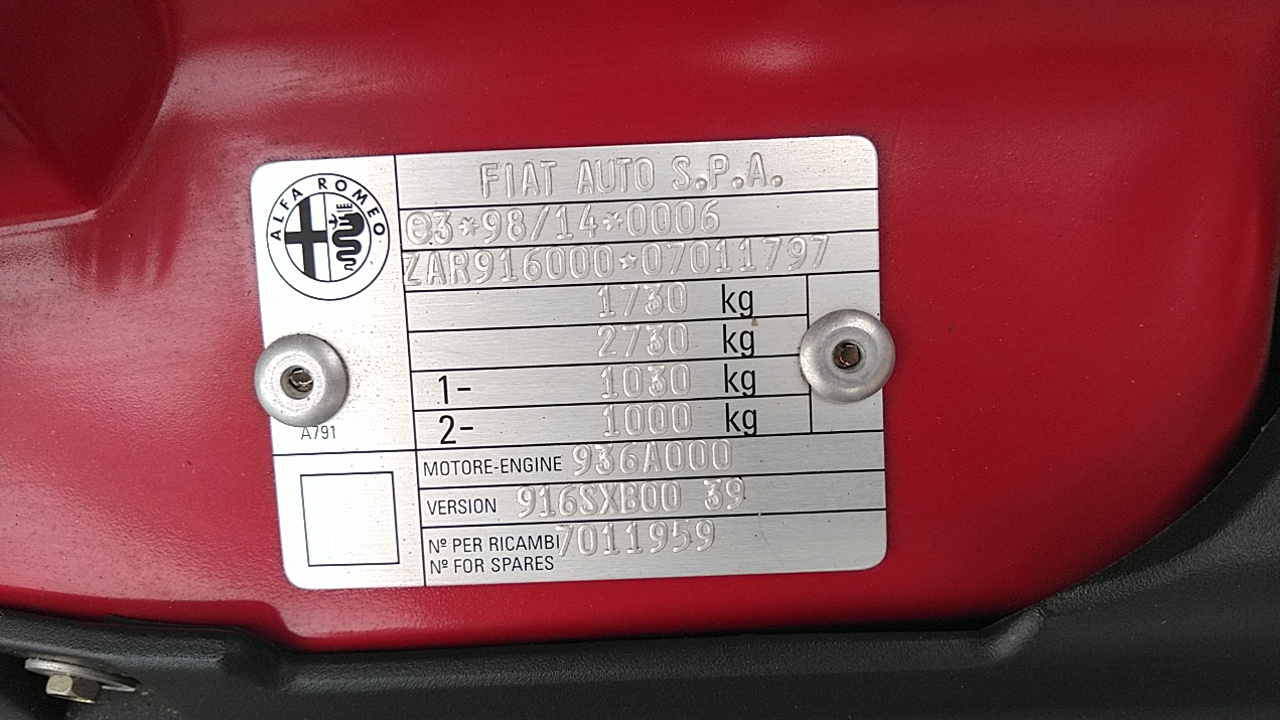 ALFA ROMEO
FIAT AUTO S.P.A.
e3*98/14*0006
ZAR916000*07011797
1730 kg
2730 kg
1- 1030 kg
2- 1000 kg
A791
MOTORE-ENGINE 936A000
VERSION 916SXB00 39
Nº PER RICAMBI 7011959
Nº FOR SPARES